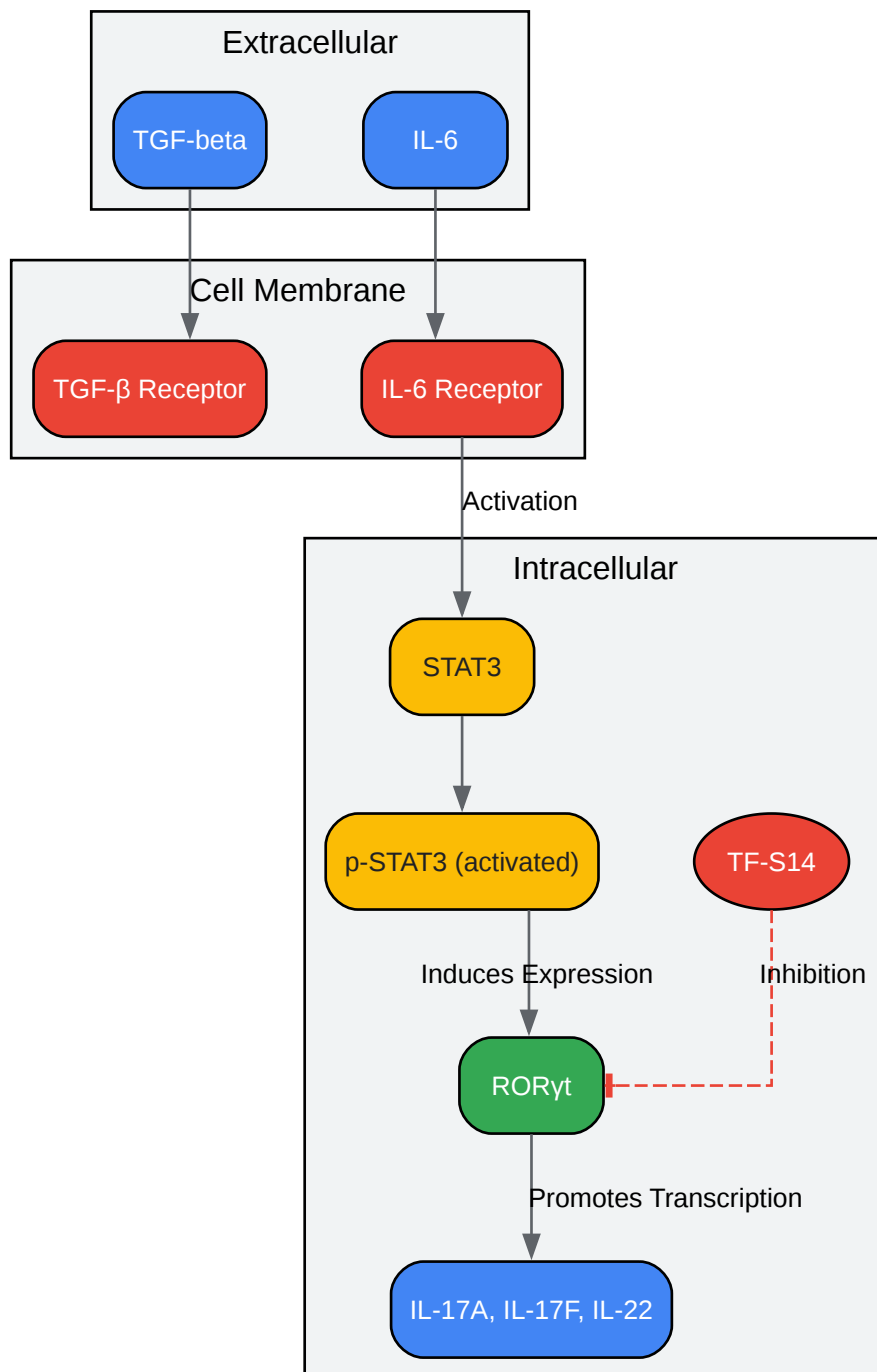 Extracellular
TGF-beta
IL-6
Cell Membrane
TGF-β Receptor
IL-6 Receptor
Activation
Intracellular
STAT3
p-STAT3 (activated)
TF-S14
Induces Expression
Inhibition
RORγt
Promotes Transcription
IL-17A, IL-17F, IL-22